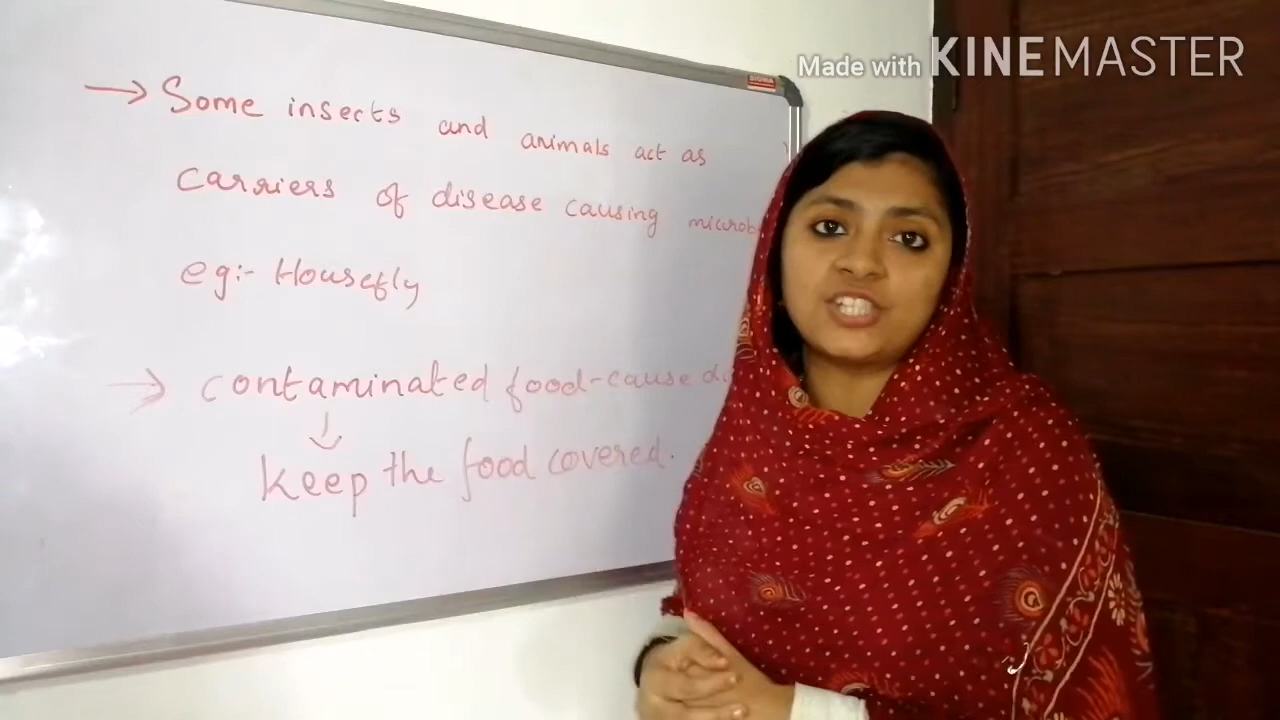 Made with KINEMASTER
→ Some insects and animals act as
carriers of disease causing
eg:- Housefly
→ contaminated food-cause
↓
keep the food covered.